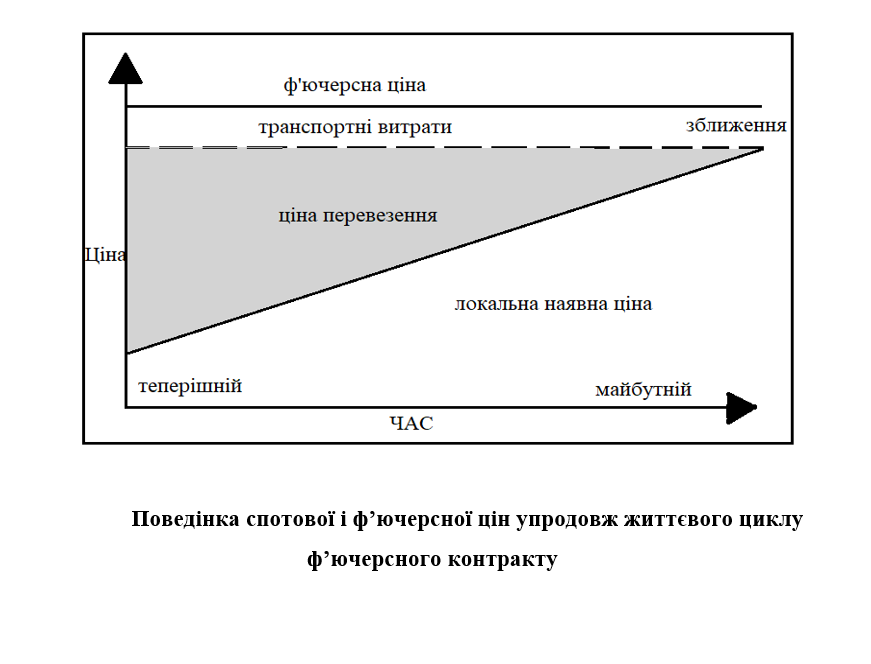 ф'ючерсна ціна
транспортні витрати
зближення
ціна перевезення
Ціна
локальна наявна ціна
теперішній
майбутній
ЧАС
Поведінка спотової і ф’ючерсної цін упродовж життєвого циклу
ф’ючерсного контракту